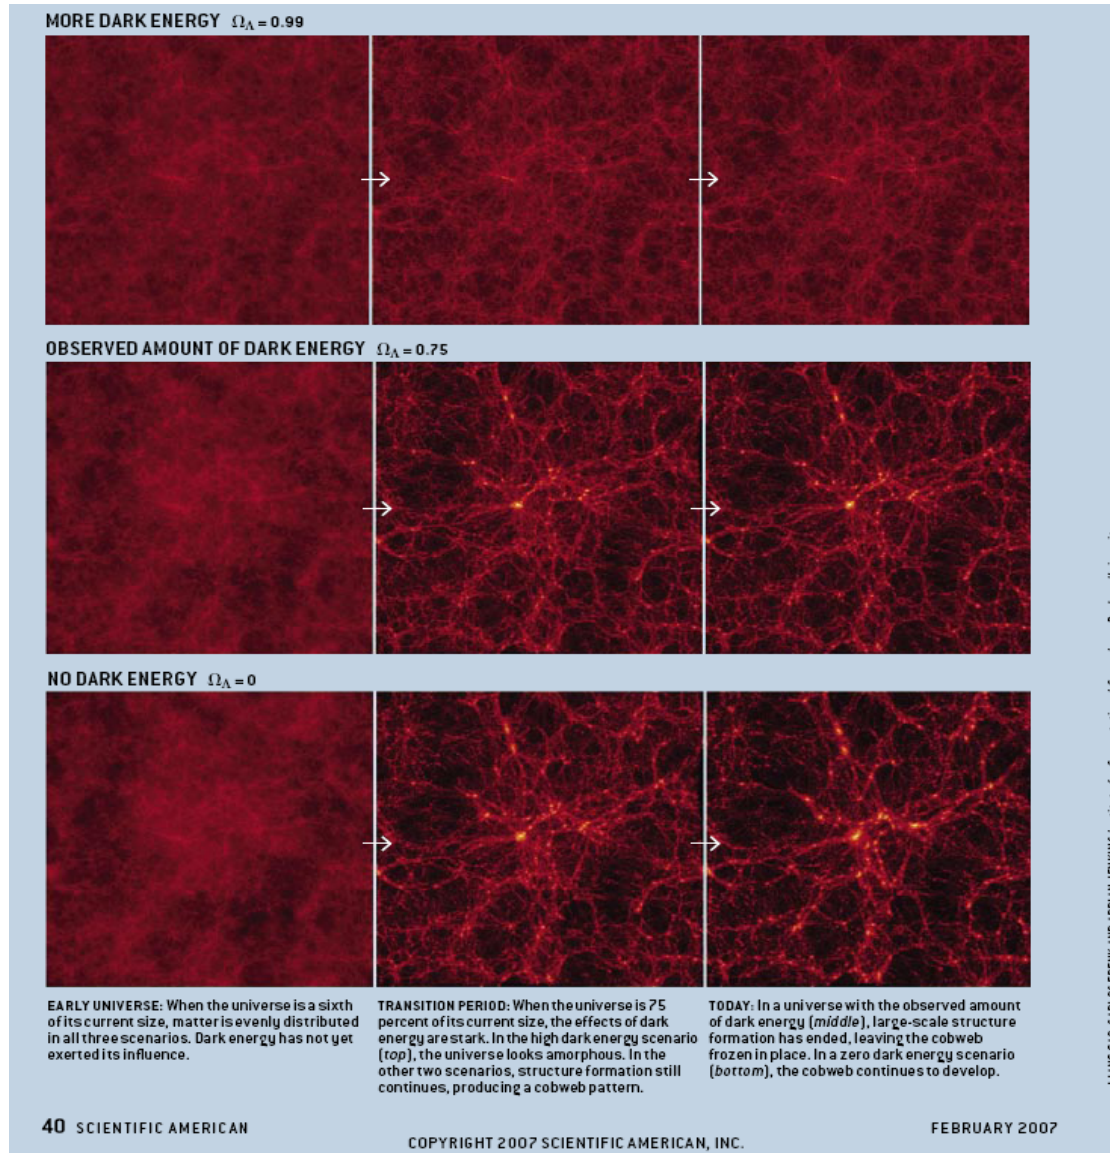 MORE DARK ENERGY Ω_Λ = 0.99
OBSERVED AMOUNT OF DARK ENERGY Ω_Λ = 0.75
NO DARK ENERGY Ω_Λ = 0
EARLY UNIVERSE: When the universe is a sixth
of its current size, matter is evenly distributed
in all three scenarios. Dark energy has not yet
exerted its influence.
TRANSITION PERIOD: When the universe is 75
percent of its current size, the effects of dark
energy are stark. In the high dark energy scenario
(top), the universe looks amorphous. In the
other two scenarios, structure formation still
continues, producing a cobweb pattern.
TODAY: In a universe with the observed amount
of dark energy (middle), large-scale structure
formation has ended, leaving the cobweb
frozen in place. In a zero dark energy scenario
(bottom), the cobweb continues to develop.
40 SCIENTIFIC AMERICAN
COPYRIGHT 2007 SCIENTIFIC AMERICAN, INC.
FEBRUARY 2007